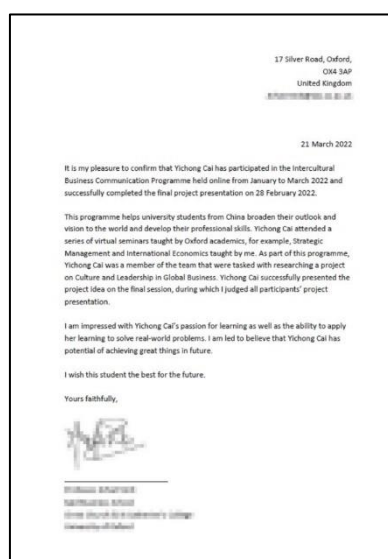 17 Silver Road, Oxford,
OX4 3AP
United Kingdom
21 March 2022
It is my pleasure to confirm that Yichong Cai has participated in the Intercultural
Business Communication Programme held online from January to March 2022 and
successfully completed the final project presentation on 28 February 2022.
This programme helps university students from China broaden their outlook and
vision to the world and develop their professional skills. Yichong Cai attended a
series of virtual seminars taught by Oxford academics, for example, Strategic
Management and International Economics taught by me. As part of this programme,
Yichong Cai was a member of the team that were tasked with researching a project
on Culture and Leadership in Global Business. Yichong Cai successfully presented the
project idea on the final session, during which I judged all participants' project
presentation.
I am impressed with Yichong Cai's passion for learning as well as the ability to apply
her learning to solve real-world problems. I am led to believe that Yichong Cai has
potential of achieving great things in future.
I wish this student the best for the future.
Yours faithfully,